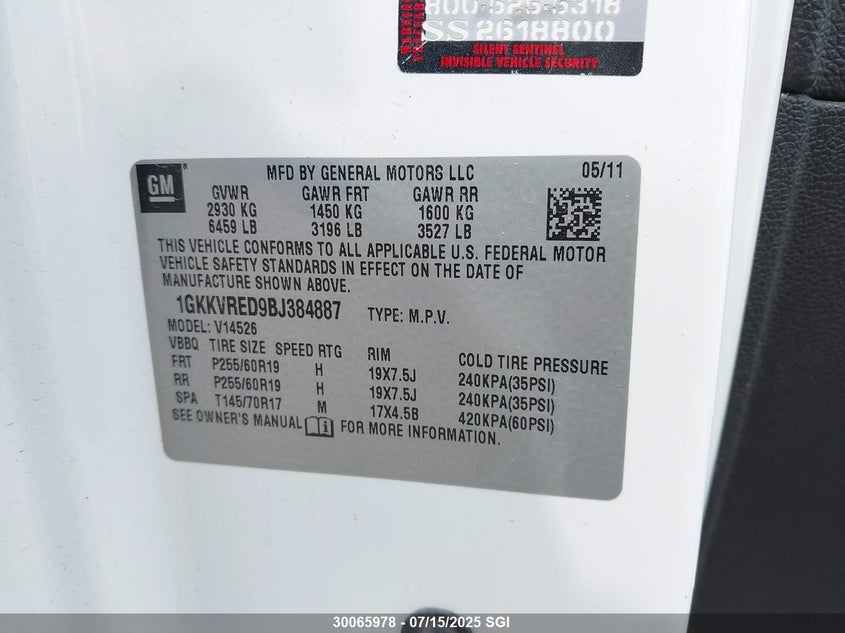 800-525-5318
SS 2618800
SILENT SENTINEL
INVISIBLE VEHICLE SECURITY
GM ®
MFD BY GENERAL MOTORS LLC 05/11
GVWR GAWR FRT GAWR RR
2930 KG 1450 KG 1600 KG
6459 LB 3196 LB 3527 LB
THIS VEHICLE CONFORMS TO ALL APPLICABLE U.S. FEDERAL MOTOR
VEHICLE SAFETY STANDARDS IN EFFECT ON THE DATE OF
MANUFACTURE SHOWN ABOVE.
1GKKVRED9BJ384887 TYPE: M.P.V.
MODEL: V14526
VBBQ TIRE SIZE SPEED RTG RIM COLD TIRE PRESSURE
FRT P255/60R19 H 19X7.5J 240KPA(35PSI)
RR P255/60R19 H 19X7.5J 240KPA(35PSI)
SPA T145/70R17 M 17X4.5B 420KPA(60PSI)
SEE OWNER'S MANUAL FOR MORE INFORMATION.
30065978 - 07/15/2025 SGI